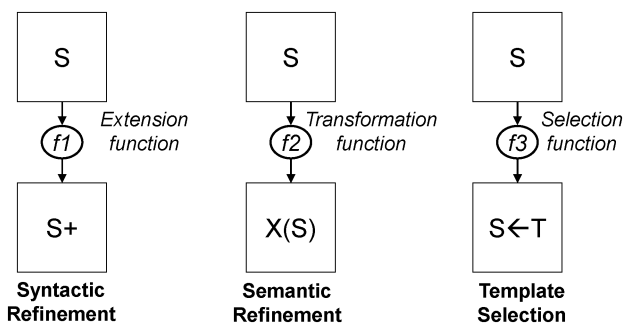 S
f1
Extension
function
S+
Syntactic
Refinement
S
f2
Transformation
function
X(S)
Semantic
Refinement
S
f3
Selection
function
S←T
Template
Selection